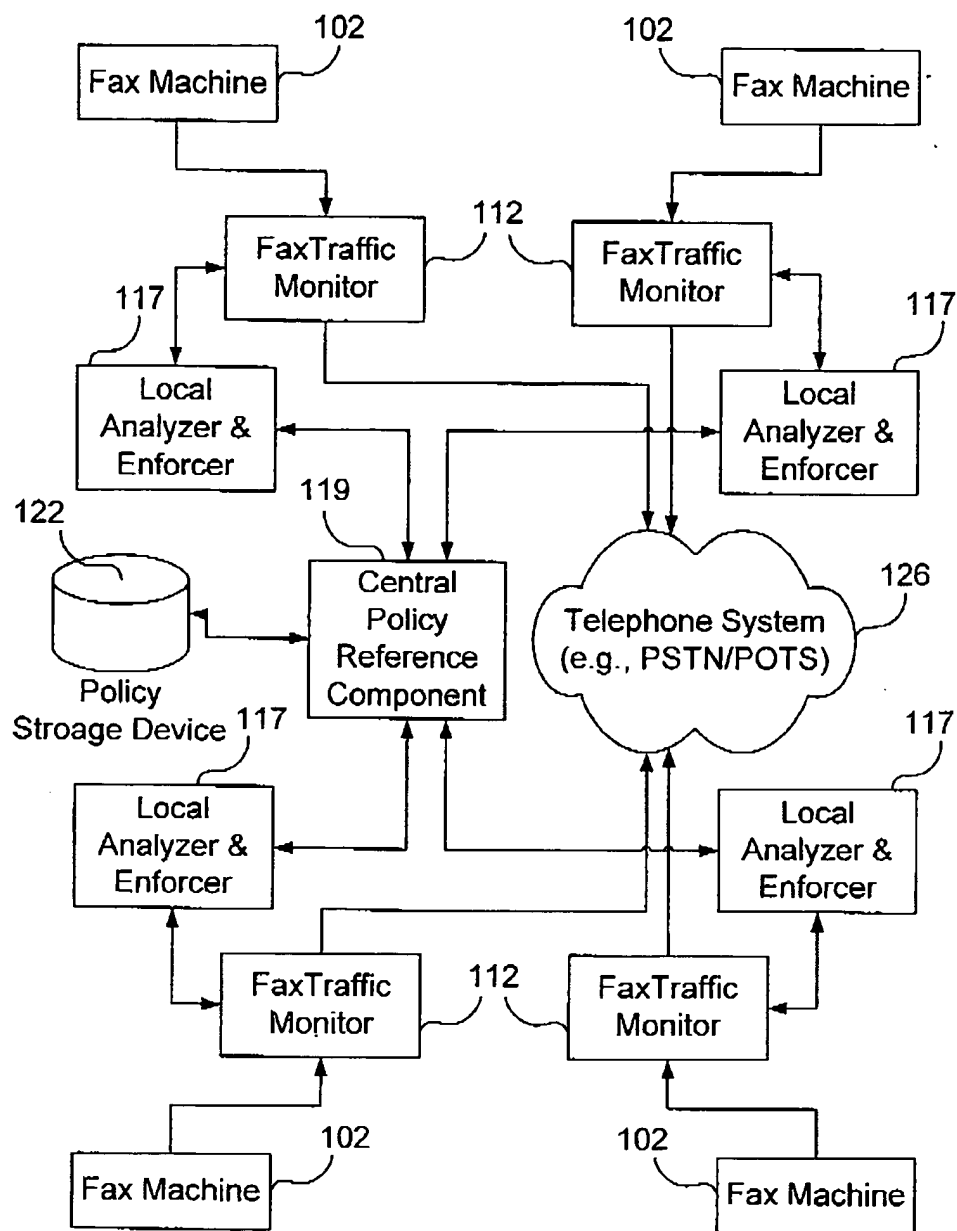 102
102
Fax Machine
Fax Machine
112
FaxTraffic
Monitor
FaxTraffic
Monitor
117
117
Local
Analyzer &
Enforcer
Local
Analyzer &
Enforcer
119
122
Central
Policy
Reference
Component
126
Telephone System
(e.g., PSTN/POTS)
Policy
Stroage Device
117
117
Local
Analyzer &
Enforcer
Local
Analyzer &
Enforcer
FaxTraffic
Monitor
112
FaxTraffic
Monitor
102
102
Fax Machine
Fax Machine